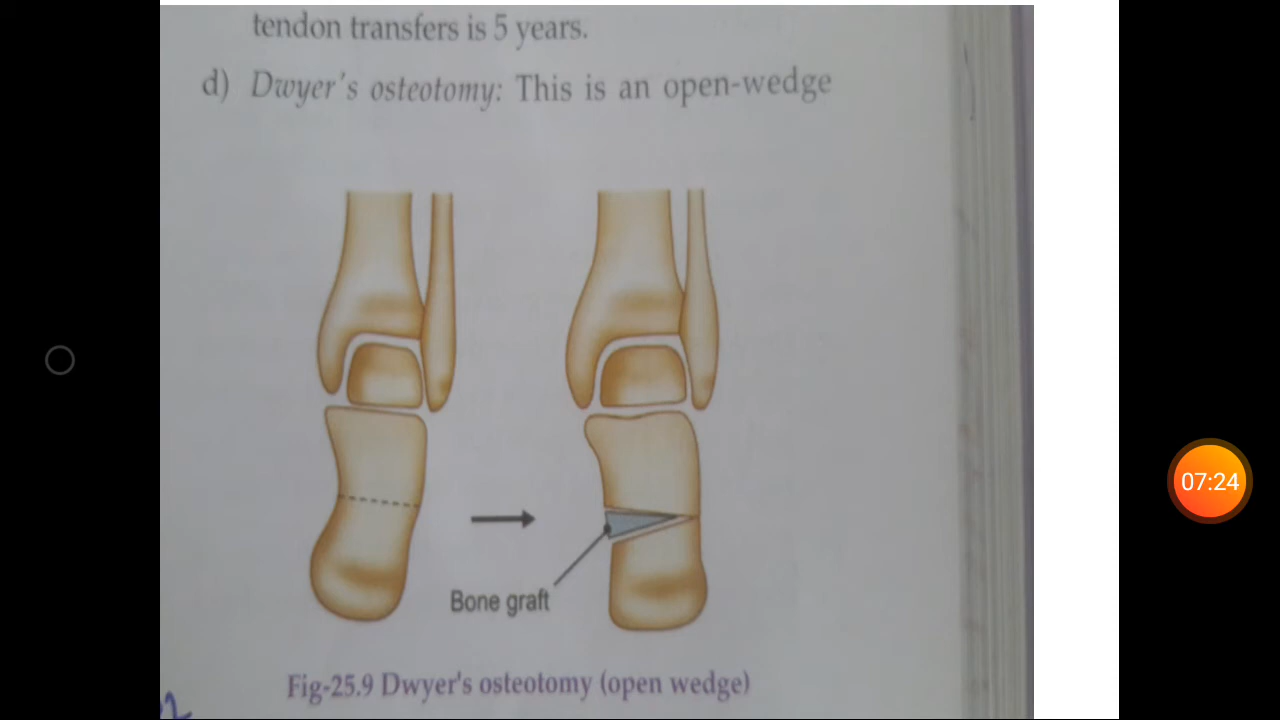 tendon transfers is 5 years.
d) Dwyer's osteotomy: This is an open-wedge
Bone graft
Fig-25.9 Dwyer's osteotomy (open wedge)
07:24